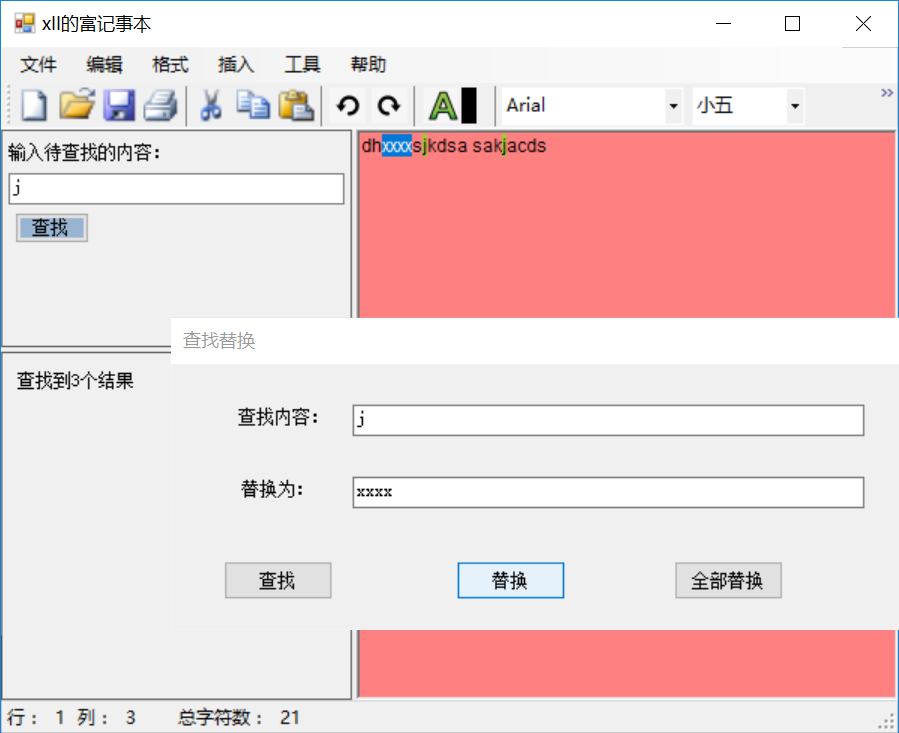 xll的富记事本
文件 编辑 格式 插入 工具 帮助
A Arial 小五
输入待查找的内容：
j
查找
dhxxxxsjkdsa sakjacds
查找替换
查找到3个结果
查找内容： j
替换为： xxxx
查找 替换 全部替换
行： 1 列： 3 总字符数： 21